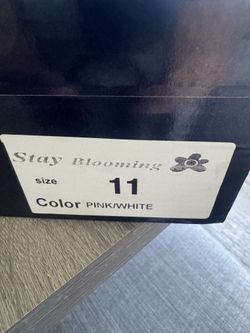 Stay Blooming
size 11
Color PINK/WHITE